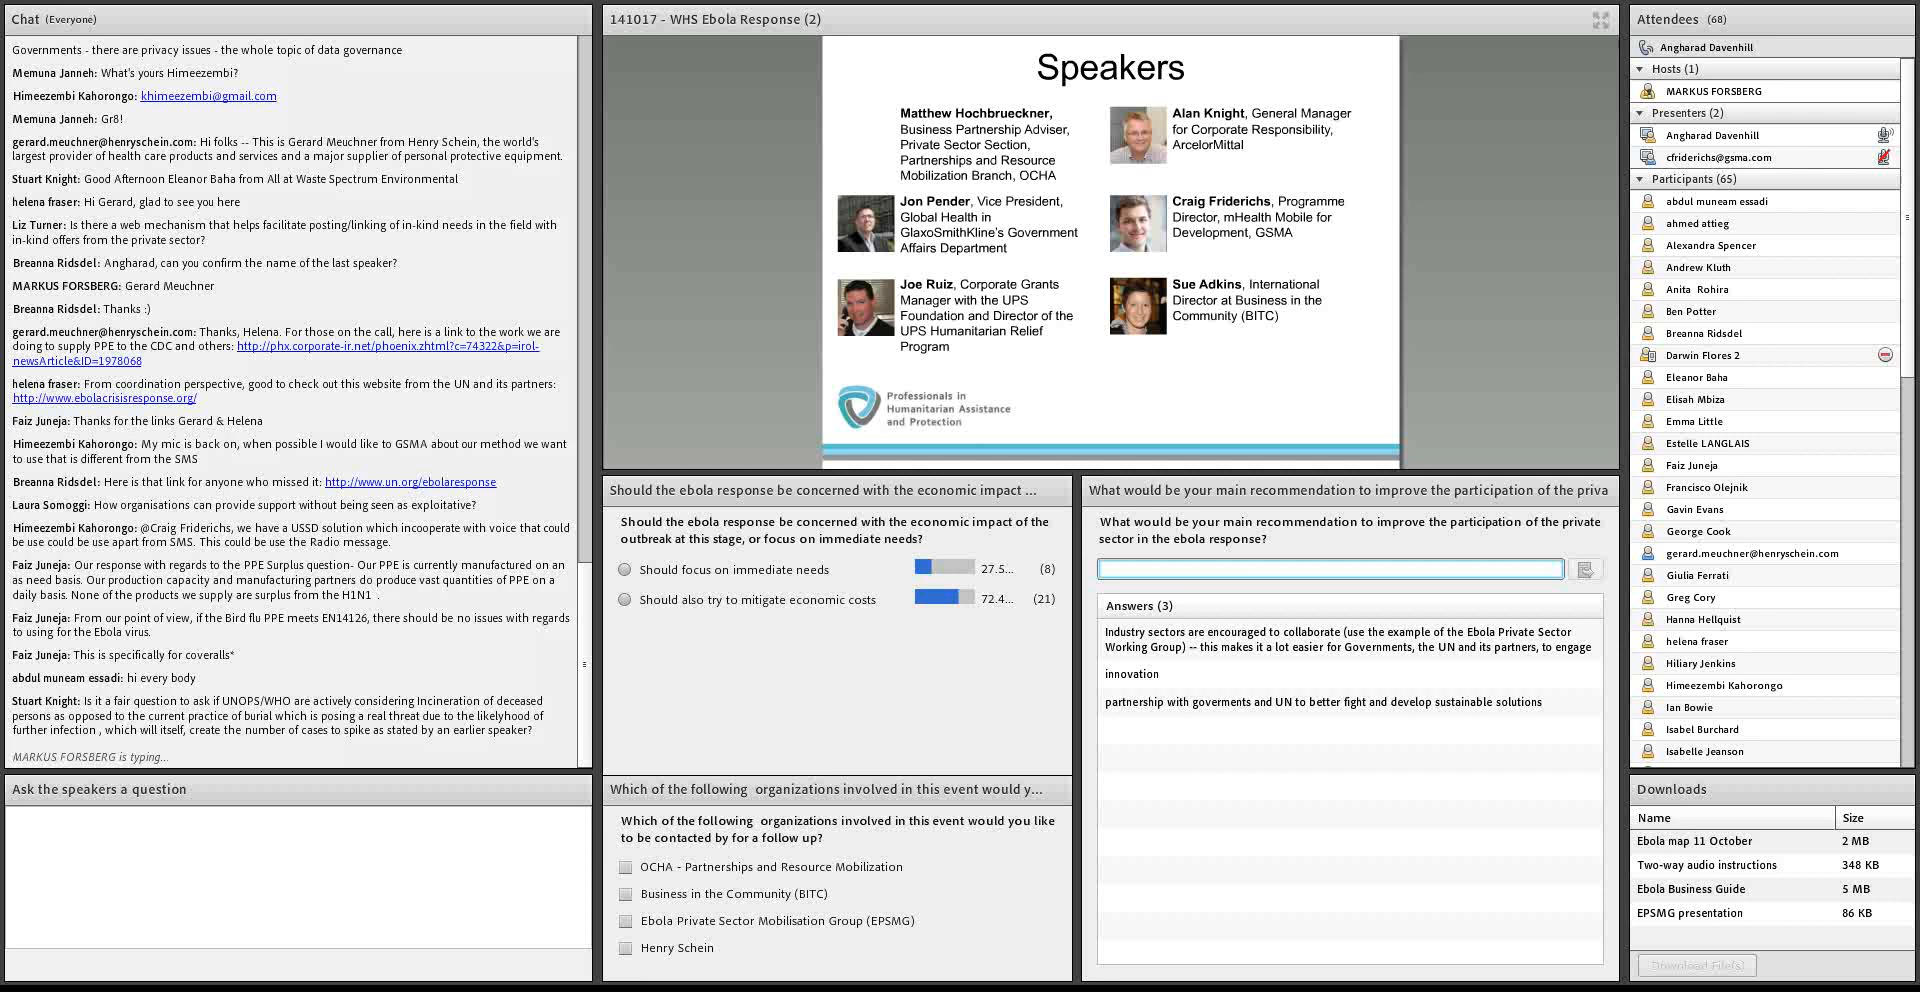 Chat (Everyone)
Governments - there are privacy issues - the whole topic of data governance
Memuna Janneh: What's yours Himeezembi?
Himeezembi Kahorongo: khimeezembi@gmail.com
Memuna Janneh: Gr8!
gerard.meuchner@henryschein.com: Hi folks -- This is Gerard Meuchner from Henry Schein, the world's
largest provider of health care products and services and a major supplier of personal protective equipment.
Stuart Knight: Good Afternoon Eleanor Baha from All at Waste Spectrum Environmental
helena fraser: Hi Gerard, glad to see you here
Liz Turner: Is there a web mechanism that helps facilitate posting/linking of in-kind needs in the field with
in-kind offers from the private sector?
Breanna Ridsdel: Angharad, can you confirm the name of the last speaker?
MARKUS FORSBERG: Gerard Meuchner
Breanna Ridsdel: Thanks :)
gerard.meuchner@henryschein.com: Thanks, Helena. For those on the call, here is a link to the work we are
doing to supply PPE to the CDC and others: http://phx.corporate-ir.net/phoenix.zhtml?c=74322&p=irol-
newsArticle&ID=1978068
helena fraser: From coordination perspective, good to check out this website from the UN and its partners:
http://www.ebolacrisisresponse.org/
Faiz Juneja: Thanks for the links Gerard & Helena
Himeezembi Kahorongo: My mic is back on, when possible I would like to GSMA about our method we want
to use that is different from the SMS
Breanna Ridsdel: Here is that link for anyone who missed it: http://www.un.org/ebolaresponse
Laura Somoggi: How organisations can provide support without being seen as exploitative?
Himeezembi Kahorongo: @Craig Friderichs, we have a USSD solution which incooperate with voice that could
be use could be use apart from SMS. This could be use the Radio message.
Faiz Juneja: Our response with regards to the PPE Surplus question- Our PPE is currently manufactured on an
as need basis. Our production capacity and manufacturing partners do produce vast quantities of PPE on a
daily basis. None of the products we supply are surplus from the H1N1 .
Faiz Juneja: From our point of view, if the Bird flu PPE meets EN14126, there should be no issues with regards
to using for the Ebola virus.
Faiz Juneja: This is specifically for coveralls*
abdul muneam essadi: hi every body
Stuart Knight: Is it a fair question to ask if UNOPS/WHO are actively considering Incineration of deceased
persons as opposed to the current practice of burial which is posing a real threat due to the likelyhood of
further infection , which will itself, create the number of cases to spike as stated by an earlier speaker?
MARKUS FORSBERG is typing...
Ask the speakers a question
141017 - WHS Ebola Response (2)
Speakers
Matthew Hochbrueckner,
Business Partnership Adviser,
Private Sector Section,
Partnerships and Resource
Mobilization Branch, OCHA
Alan Knight, General Manager
for Corporate Responsibility,
ArcelorMittal
Jon Pender, Vice President,
Global Health in
GlaxoSmithKline's Government
Affairs Department
Craig Friderichs, Programme
Director, mHealth Mobile for
Development, GSMA
Joe Ruiz, Corporate Grants
Manager with the UPS
Foundation and Director of the
UPS Humanitarian Relief
Program
Sue Adkins, International
Director at Business in the
Community (BITC)
Professionals in
Humanitarian Assistance
and Protection
Should the ebola response be concerned with the economic impact ...
Should the ebola response be concerned with the economic impact of the
outbreak at this stage, or focus on immediate needs?
Should focus on immediate needs 27.5... (8)
Should also try to mitigate economic costs 72.4... (21)
Which of the following organizations involved in this event would y...
Which of the following organizations involved in this event would you like
to be contacted by for a follow up?
OCHA - Partnerships and Resource Mobilization
Business in the Community (BITC)
Ebola Private Sector Mobilisation Group (EPSMG)
Henry Schein
What would be your main recommendation to improve the participation of the priva
What would be your main recommendation to improve the participation of the private
sector in the ebola response?
Answers (3)
Industry sectors are encouraged to collaborate (use the example of the Ebola Private Sector
Working Group) -- this makes it a lot easier for Governments, the UN and its partners, to engage
innovation
partnership with goverments and UN to better fight and develop sustainable solutions
Attendees (68)
Angharad Davenhill
Hosts (1)
MARKUS FORSBERG
Presenters (2)
Angharad Davenhill
cfriderichs@gsma.com
Participants (65)
abdul muneam essadi
ahmed attieg
Alexandra Spencer
Andrew Kluth
Anita Rohira
Ben Potter
Breanna Ridsdel
Darwin Flores 2
Eleanor Baha
Elisah Mbiza
Emma Little
Estelle LANGLAIS
Faiz Juneja
Francisco Olejnik
Gavin Evans
George Cook
gerard.meuchner@henryschein.com
Giulia Ferrati
Greg Cory
Hanna Hellquist
helena fraser
Hiliary Jenkins
Himeezembi Kahorongo
Ian Bowie
Isabel Burchard
Isabelle Jeanson
Downloads
Name Size
Ebola map 11 October 2 MB
Two-way audio instructions 348 KB
Ebola Business Guide 5 MB
EPSMG presentation 86 KB
Download File(s)